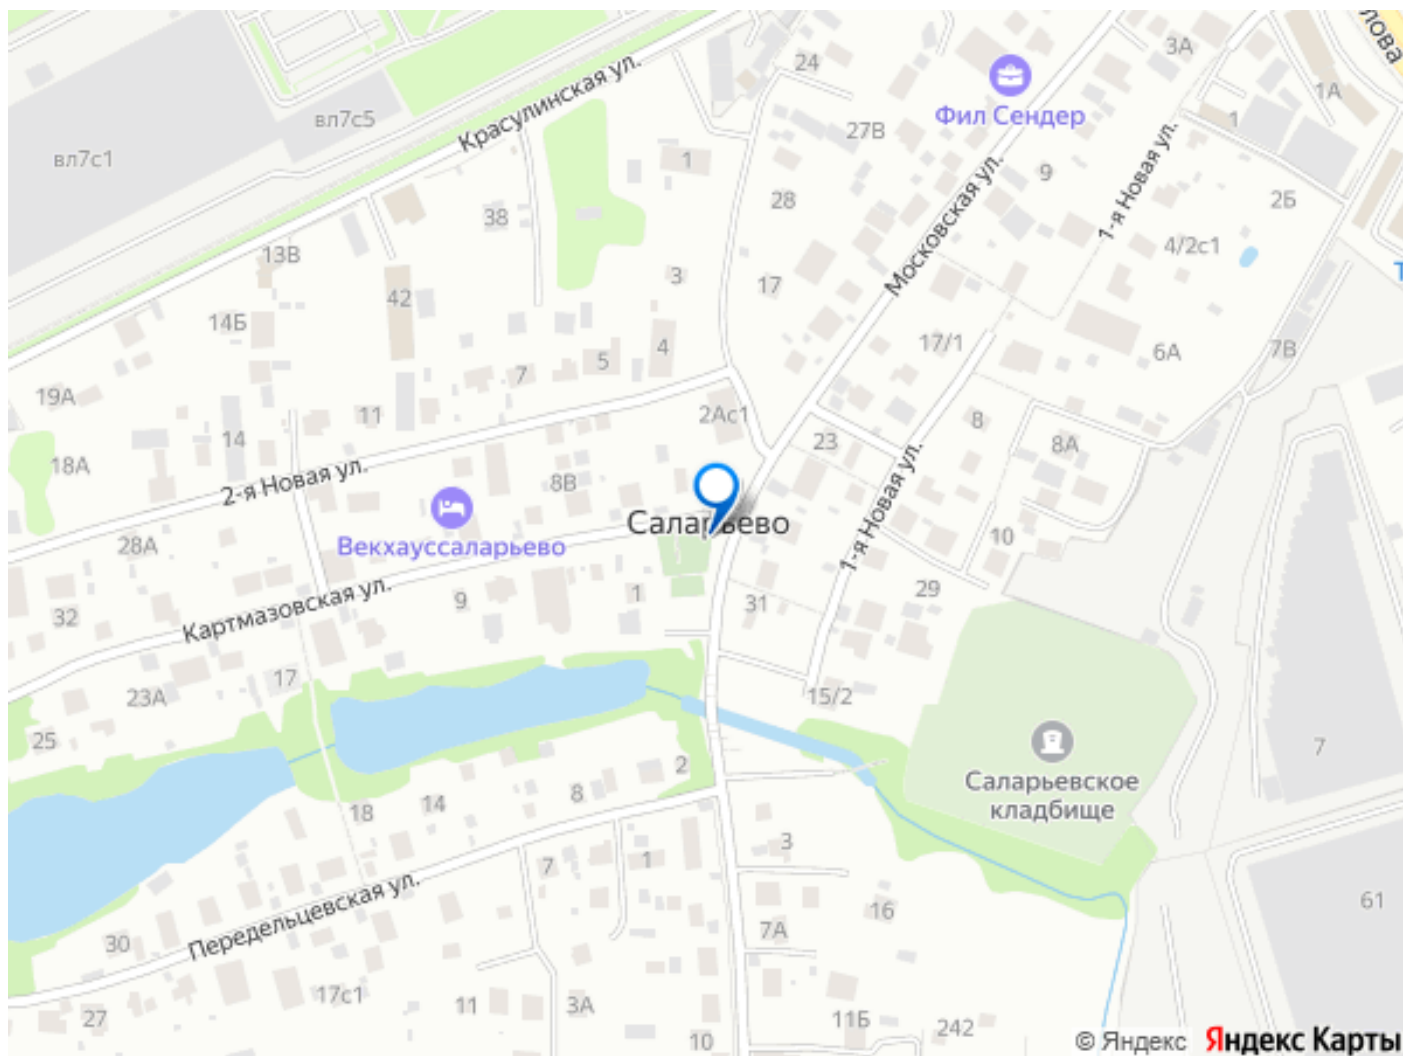 24
3А
лова
1А
Фил Сендер
1
вл7с5
27В
Красулинская ул.
вл7с1
1
9
1-я Новая ул.
28
2Б
Московская ул.
38
4/2с1
13В
3
17
42
14Б
Т
17/1
6А
7В
4
5
7
19А
11
2Ас1
8
23
8А
14
18А
2-я Новая ул.
8В
Саларьево
1-я Новая ул.
10
28А
Векхауссаларьево
9
1
31
29
32
Картмазовская ул.
17
23А
15/2
25
7
Саларьевское
кладбище
2
8
14
18
3
7
1
61
16
Передельцевская ул.
30
7А
17с1
11
3А
27
11Б
242
10
© Яндекс
Яндекс Карты